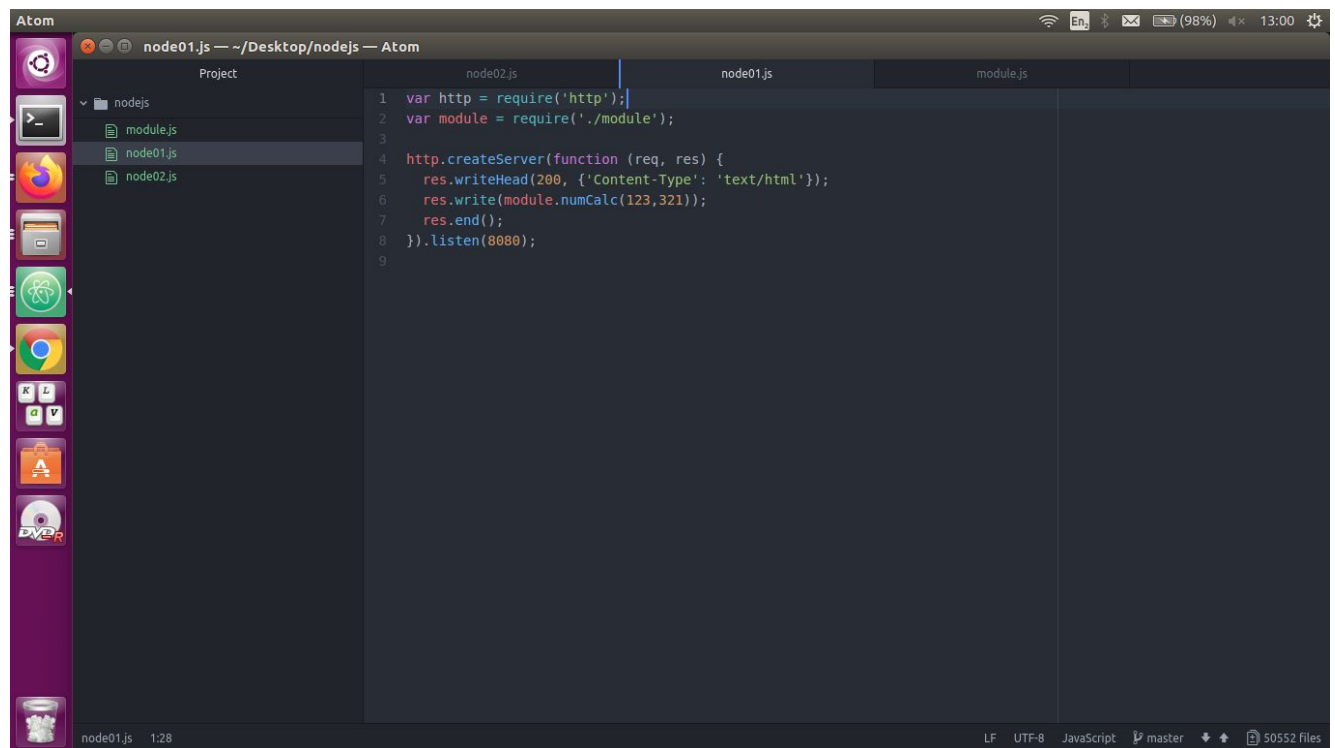 Atom
En2
(98%)
13:00
node01.js — ~/Desktop/nodejs — Atom
Project
node02.js
node01.js
module.js
nodejs
module.js
node01.js
node02.js
1 var http = require('http');
2 var module = require('./module');
3
4 http.createServer(function (req, res) {
5   res.writeHead(200, {'Content-Type': 'text/html'});
6   res.write(module.numCalc(123,321));
7   res.end();
8 }).listen(8080);
9
>_
K L
a v
A
DVD-R
node01.js 1:28
LF UTF-8 JavaScript master 50552 files